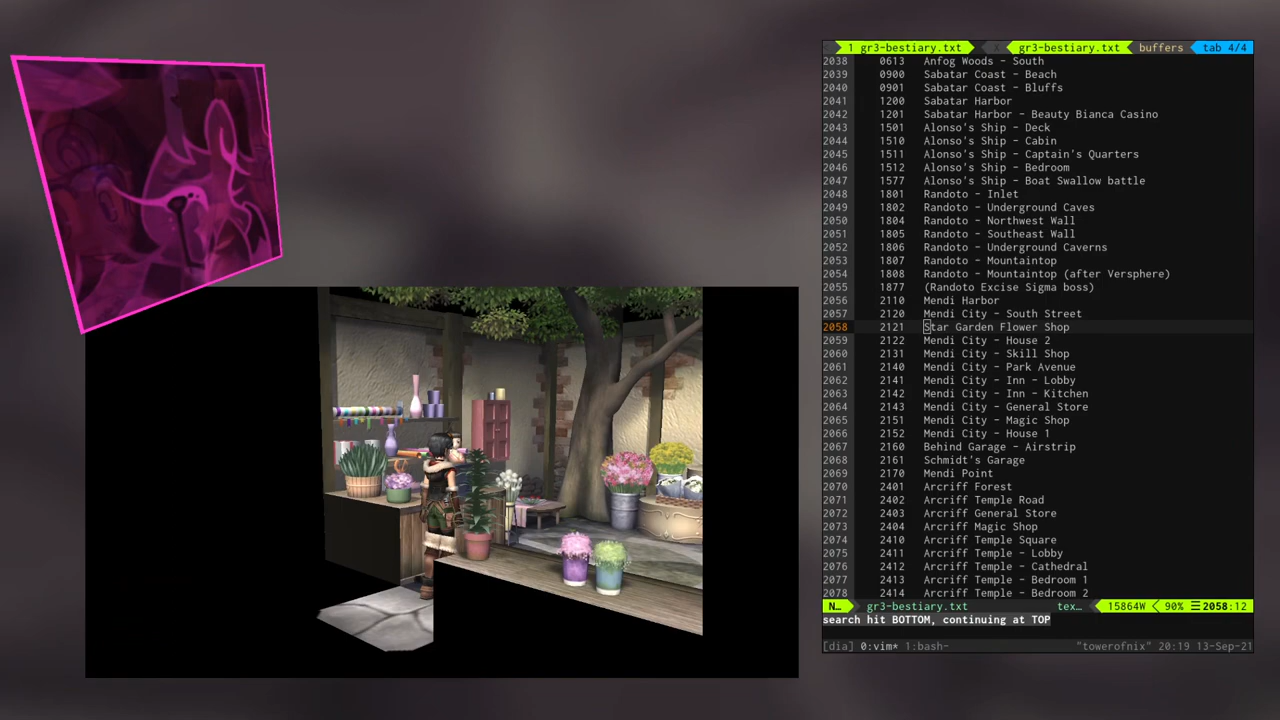 1 gr3-bestiary.txt x gr3-bestiary.txt buffers tab 4/4
2038 0613 Anfog Woods - South
2039 0900 Sabatar Coast - Beach
2040 0901 Sabatar Coast - Bluffs
2041 1200 Sabatar Harbor
2042 1201 Sabatar Harbor - Beauty Bianca Casino
2043 1501 Alonso's Ship - Deck
2044 1510 Alonso's Ship - Cabin
2045 1511 Alonso's Ship - Captain's Quarters
2046 1512 Alonso's Ship - Bedroom
2047 1577 Alonso's Ship - Boat Swallow battle
2048 1801 Randoto - Inlet
2049 1802 Randoto - Underground Caves
2050 1804 Randoto - Northwest Wall
2051 1805 Randoto - Southeast Wall
2052 1806 Randoto - Underground Caverns
2053 1807 Randoto - Mountaintop
2054 1808 Randoto - Mountaintop (after Versphere)
2055 1877 (Randoto Excise Sigma boss)
2056 2110 Mendi Harbor
2057 2120 Mendi City - South Street
2058 2121 Star Garden Flower Shop
2059 2122 Mendi City - House 2
2060 2131 Mendi City - Skill Shop
2061 2140 Mendi City - Park Avenue
2062 2141 Mendi City - Inn - Lobby
2063 2142 Mendi City - Inn - Kitchen
2064 2143 Mendi City - General Store
2065 2151 Mendi City - Magic Shop
2066 2152 Mendi City - House 1
2067 2160 Behind Garage - Airstrip
2068 2161 Schmidt's Garage
2069 2170 Mendi Point
2070 2401 Arcriff Forest
2071 2402 Arcriff Temple Road
2072 2403 Arcriff General Store
2073 2404 Arcriff Magic Shop
2074 2410 Arcriff Temple Square
2075 2411 Arcriff Temple - Lobby
2076 2412 Arcriff Temple - Cathedral
2077 2413 Arcriff Temple - Bedroom 1
2078 2414 Arcriff Temple - Bedroom 2
N… gr3-bestiary.txt tex… 15864W 90% ☰2058:12
search hit BOTTOM, continuing at TOP
[dia] 0:vim* 1:bash- "towerofnix" 20:19 13-Sep-21